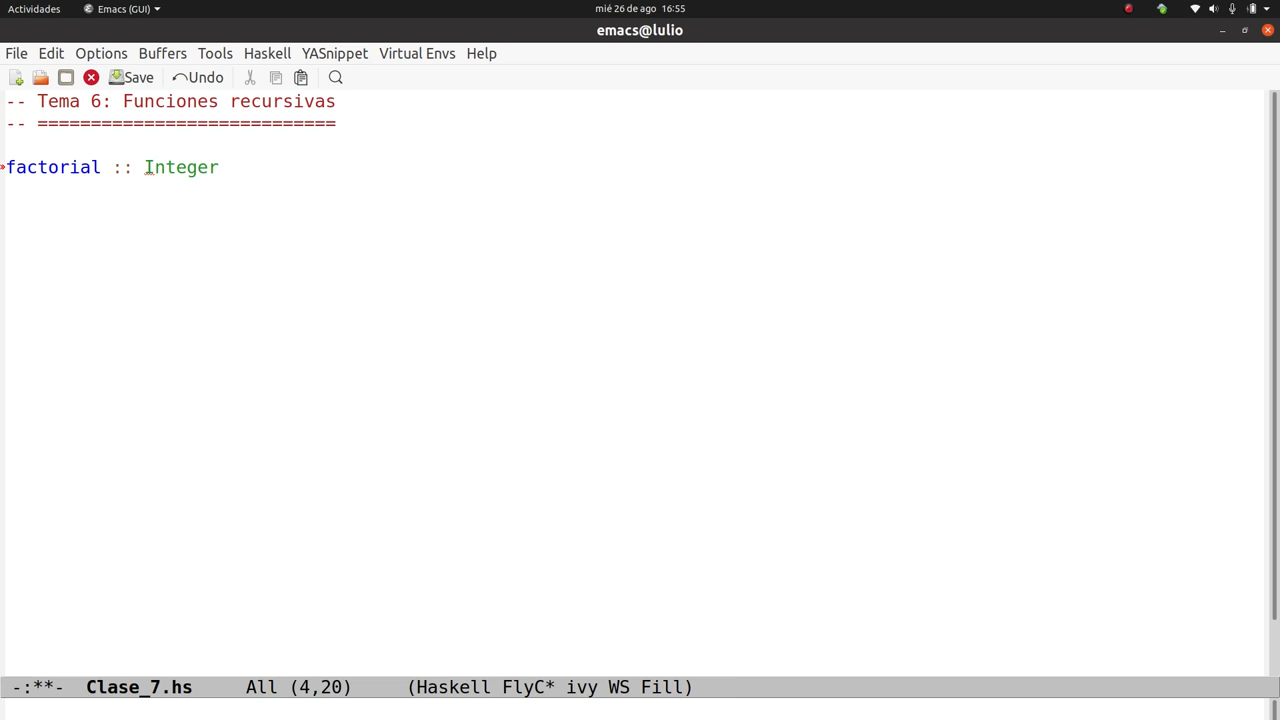 Actividades Emacs (GUI) mié 26 de ago 16:55
emacs@lulio
File Edit Options Buffers Tools Haskell YASnippet Virtual Envs Help
Save Undo
-- Tema 6: Funciones recursivas
-- ============================
factorial :: Integer
-:**- Clase_7.hs All (4,20) (Haskell FlyC* ivy WS Fill)